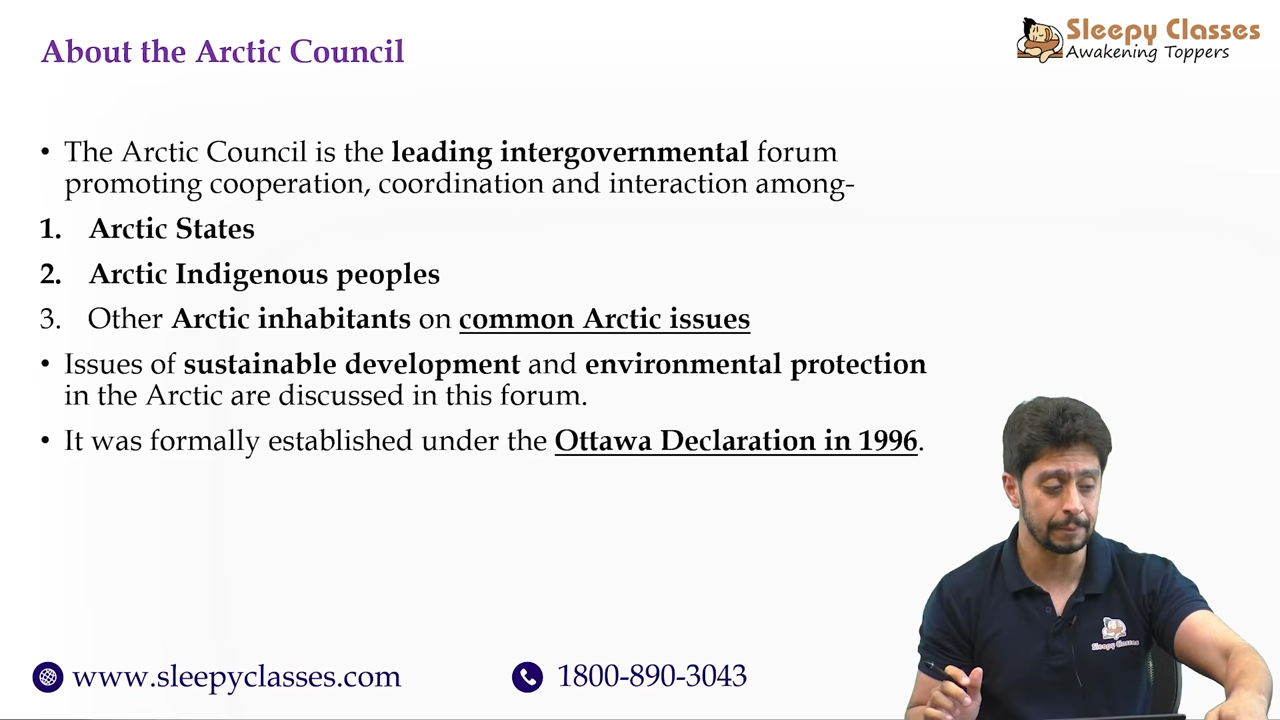 About the Arctic Council
Sleepy Classes
Awakening Toppers
• The Arctic Council is the leading intergovernmental forum
promoting cooperation, coordination and interaction among-
1. Arctic States
2. Arctic Indigenous peoples
3. Other Arctic inhabitants on common Arctic issues
• Issues of sustainable development and environmental protection
in the Arctic are discussed in this forum.
• It was formally established under the Ottawa Declaration in 1996.
Sleepy Classes
www.sleepyclasses.com
1800-890-3043